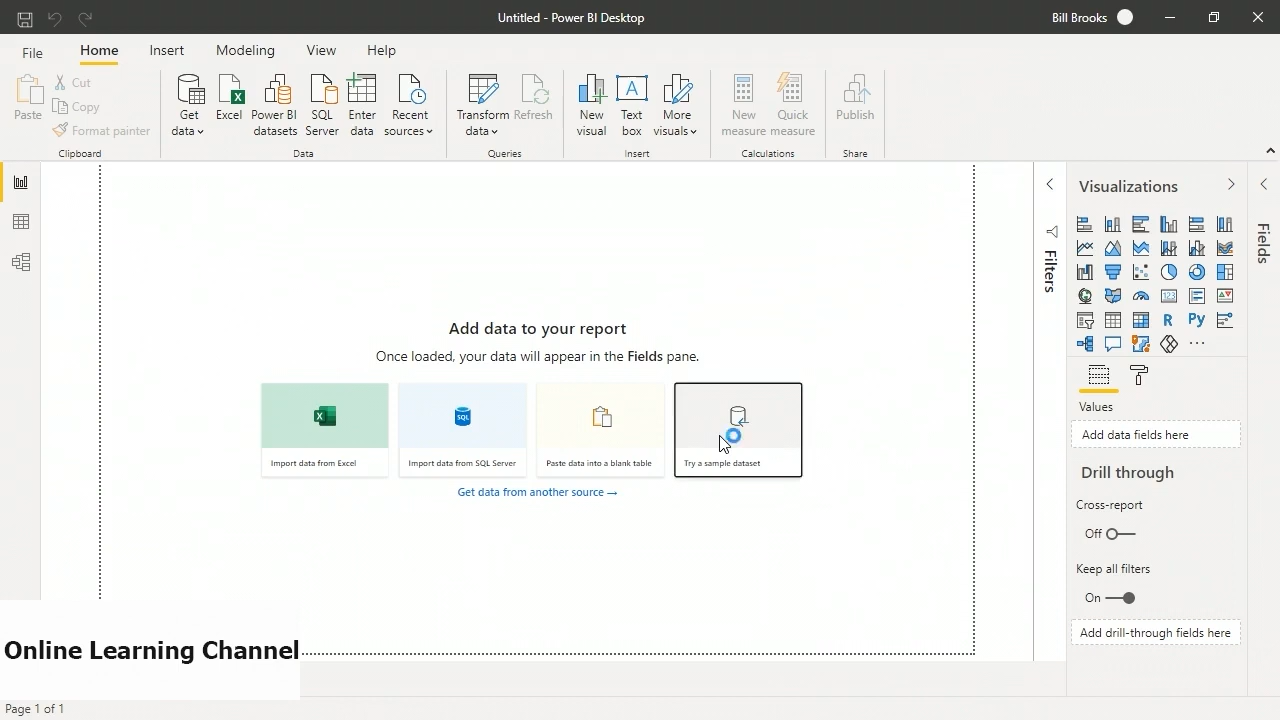 Untitled - Power BI Desktop
Bill Brooks
File
Home
Insert
Modeling
View
Help
Paste
Cut
Copy
Format painter
Clipboard
Get data
Excel
Power BI datasets
SQL Server
Enter data
Recent sources
Data
Transform data
Refresh
Queries
New visual
Text box
More visuals
Insert
New measure
Quick measure
Calculations
Publish
Share
Add data to your report
Once loaded, your data will appear in the Fields pane.
Import data from Excel
Import data from SQL Server
Paste data into a blank table
Try a sample dataset
Get data from another source →
Filters
Visualizations
R
Py
...
Values
Add data fields here
Drill through
Cross-report
Off
Keep all filters
On
Add drill-through fields here
Fields
Online Learning Channel
Page 1 of 1